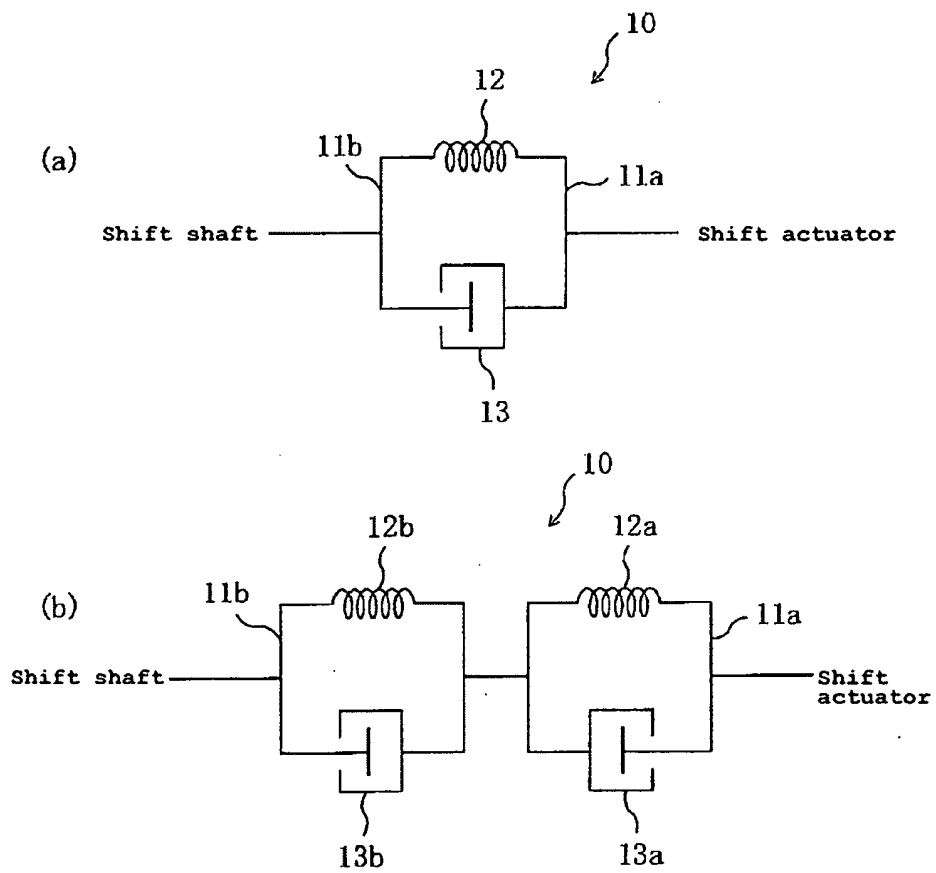 10
12
(a)
11b
11a
Shift shaft
Shift actuator
13
10
12b
12a
(b)
11b
11a
Shift shaft
Shift
actuator
13b
13a